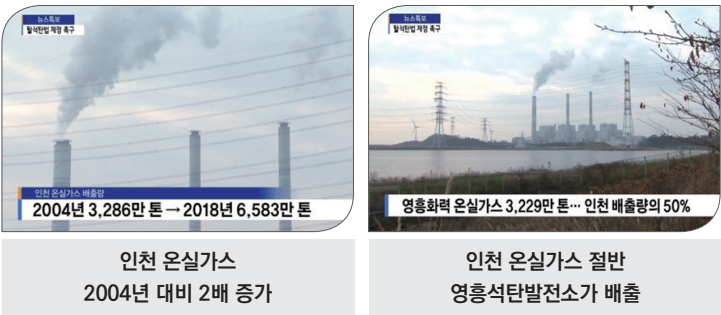 뉴스특보
탈석탄법 제정 촉구
인천 온실가스 배출량
2004년 3,286만 톤 → 2018년 6,583만 톤
인천 온실가스
2004년 대비 2배 증가
뉴스특보
탈석탄법 제정 촉구
영흥화력 온실가스 3,229만 톤… 인천 배출량의 50%
인천 온실가스 절반
영흥석탄발전소가 배출